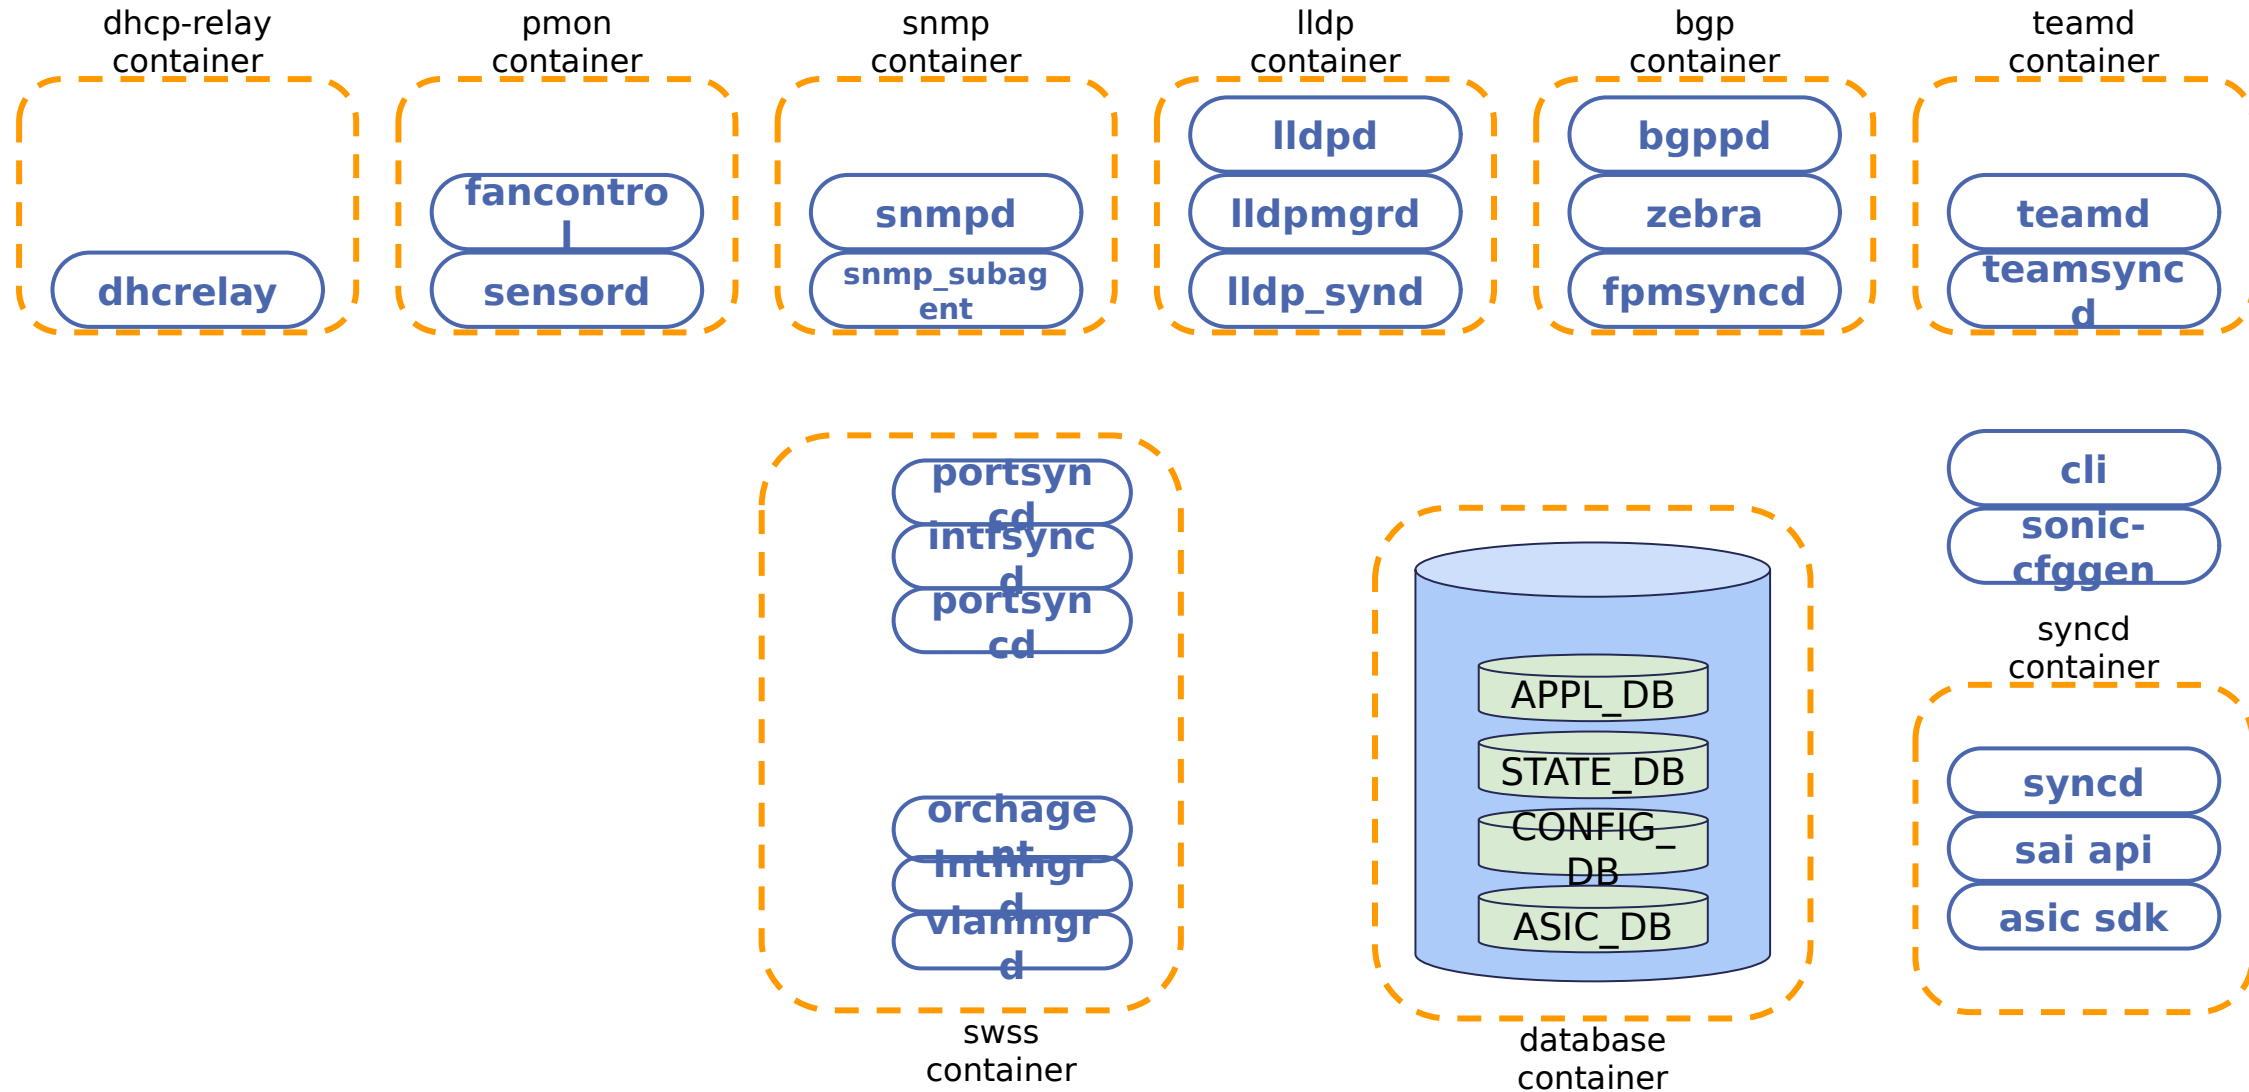 dhcp-relay
container
pmon
container
snmp
container
lldp
container
bgp
container
teamd
container
dhcrelay
fancontro
l
sensord
snmpd
snmp_subag
ent
lldpd
lldpmgrd
lldp_synd
bgppd
zebra
fpmsyncd
teamd
teamsync
d
portsyn
cd
intfsync
d
portsyn
cd
orchage
nt
Intfmgr
d
vlanmgr
d
swss
container
APPL_DB
STATE_DB
CONFIG_
DB
ASIC_DB
database
container
cli
sonic-
cfggen
syncd
container
syncd
sai api
asic sdk